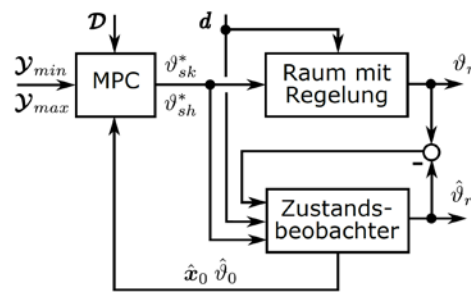 𝒟
d
𝒴min
𝒴max
MPC
ϑ*sk
ϑ*sh
Raum mit
Regelung
ϑr
-
Zustands-
beobachter
ϑ̂r
x̂0 ϑ̂0